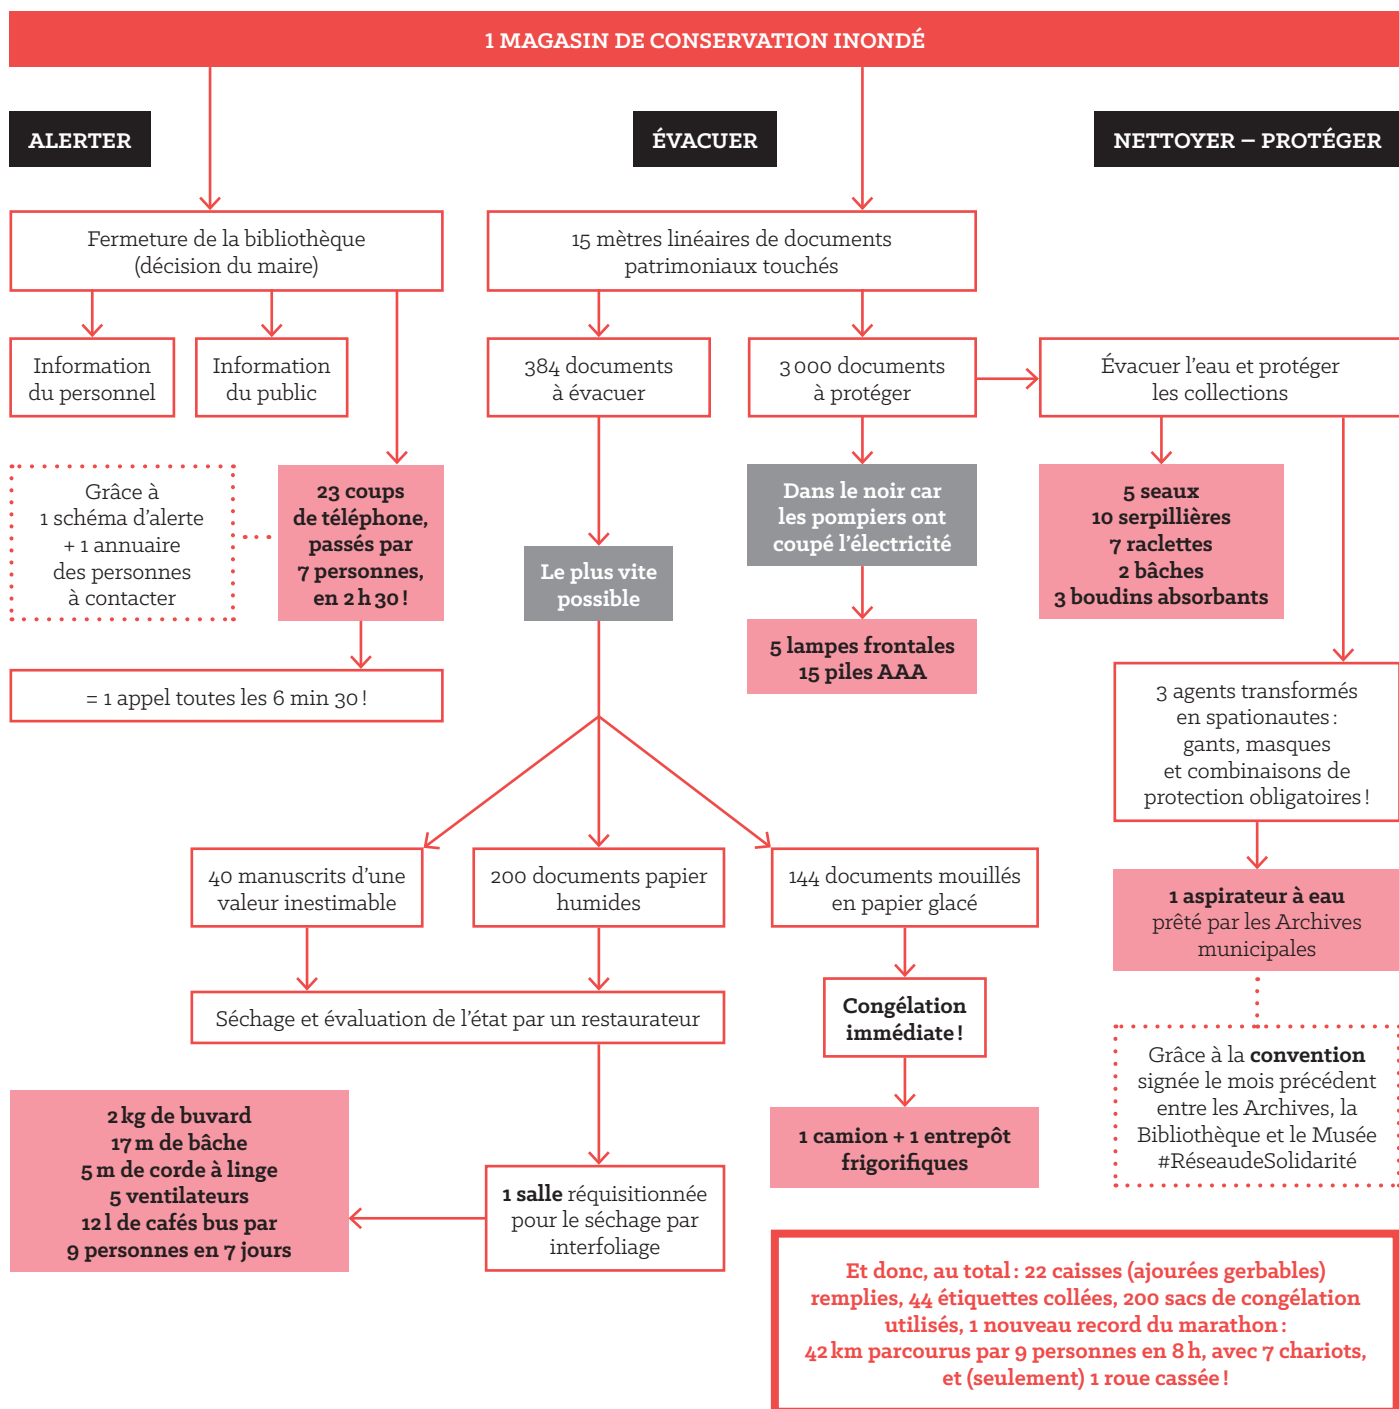 1 MAGASIN DE CONSERVATION INONDÉ
ALERTER
ÉVACUER
NETTOYER – PROTÉGER
Fermeture de la bibliothèque
(décision du maire)
15 mètres linéaires de documents
patrimoniaux touchés
Information
du personnel
Information
du public
384 documents
à évacuer
3 000 documents
à protéger
Évacuer l'eau et protéger
les collections
Grâce à
1 schéma d'alerte
+ 1 annuaire
des personnes
à contacter
23 coups
de téléphone,
passés par
7 personnes,
en 2 h 30 !
= 1 appel toutes les 6 min 30 !
Le plus vite
possible
Dans le noir car
les pompiers ont
coupé l'électricité
5 lampes frontales
15 piles AAA
5 seaux
10 serpillières
7 raclettes
2 bâches
3 boudins absorbants
3 agents transformés
en spationautes :
gants, masques
et combinaisons de
protection obligatoires !
40 manuscrits d'une
valeur inestimable
200 documents papier
humides
144 documents mouillés
en papier glacé
1 aspirateur à eau
prêté par les Archives
municipales
Séchage et évaluation de l'état par un restaurateur
Congélation
immédiate !
Grâce à la convention
signée le mois précédent
entre les Archives, la
Bibliothèque et le Musée
#RéseaudeSolidarité
2 kg de buvard
17 m de bâche
5 m de corde à linge
5 ventilateurs
12 l de cafés bus par
9 personnes en 7 jours
1 salle réquisitionnée
pour le séchage par
interfoliage
1 camion + 1 entrepôt
frigorifiques
Et donc, au total : 22 caisses (ajourées gerbables)
remplies, 44 étiquettes collées, 200 sacs de congélation
utilisés, 1 nouveau record du marathon :
42 km parcourus par 9 personnes en 8 h, avec 7 chariots,
et (seulement) 1 roue cassée !